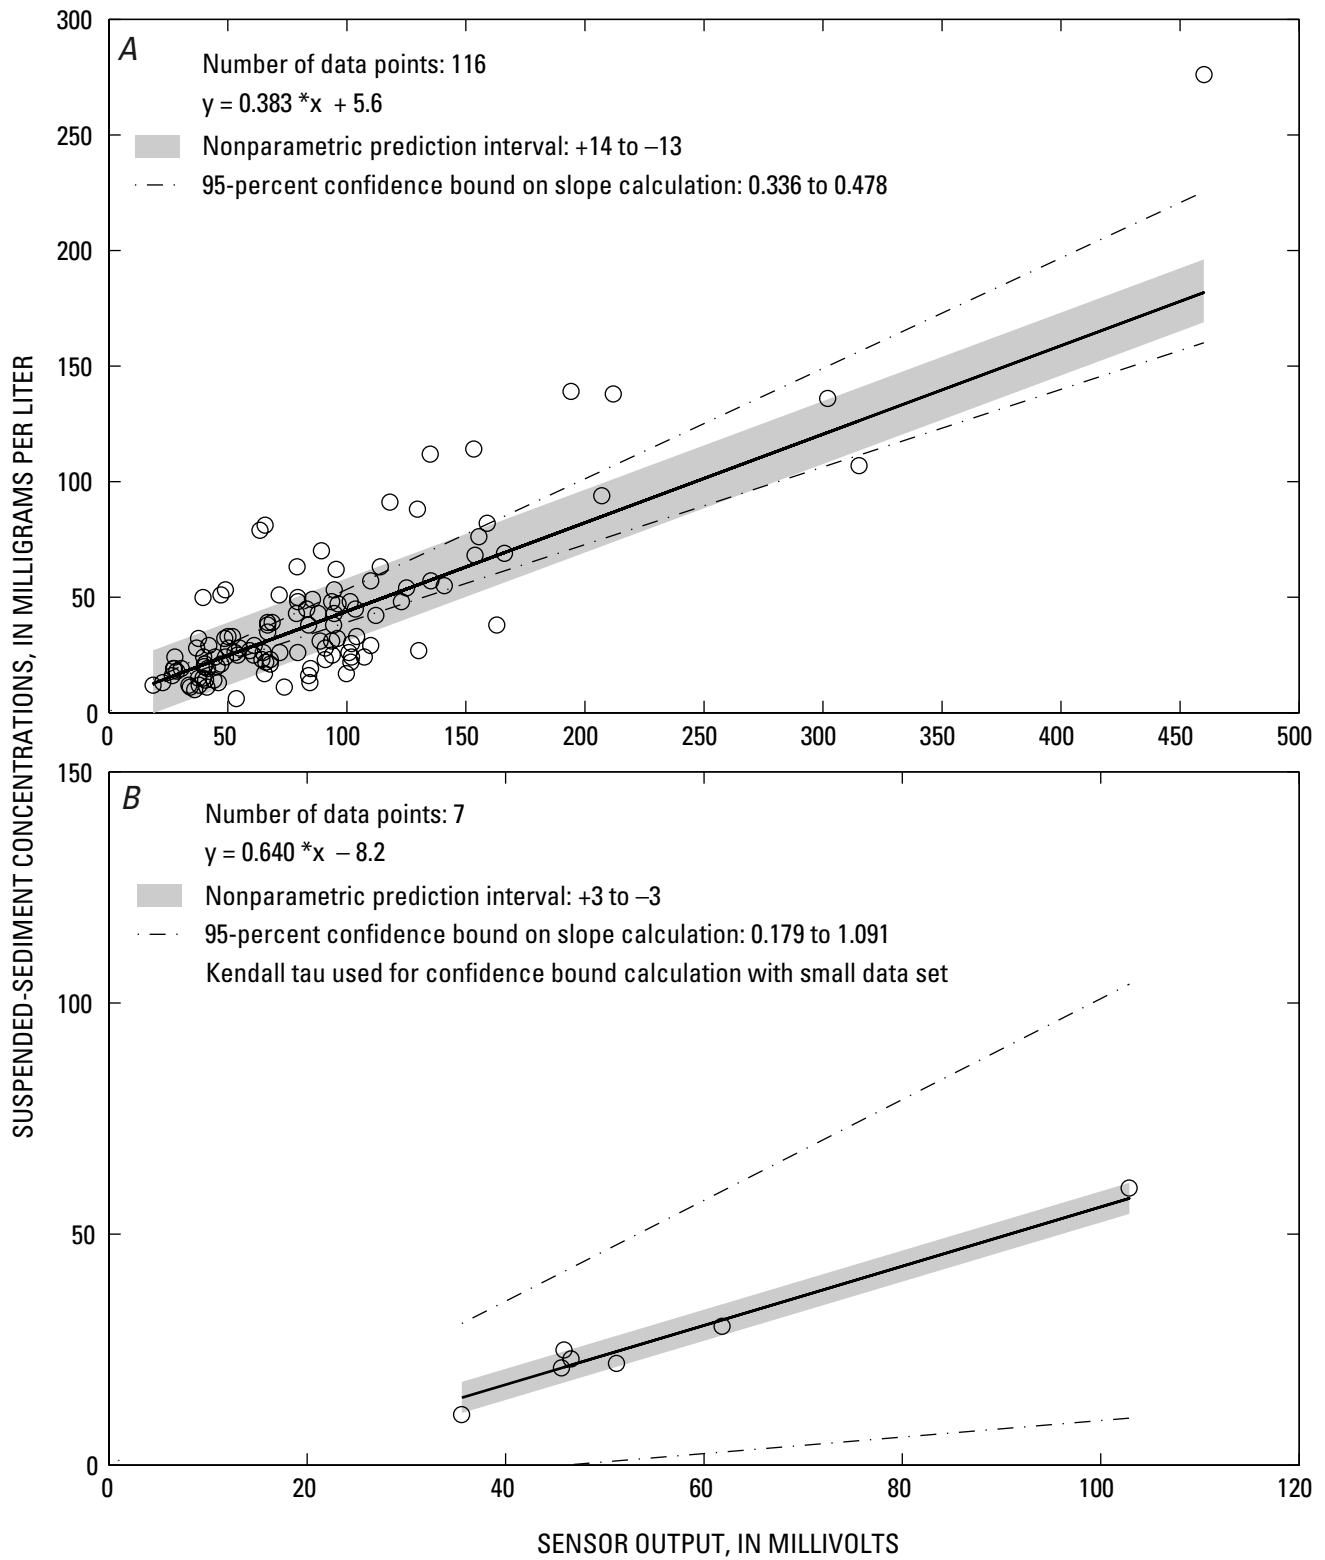 SUSPENDED-SEDIMENT CONCENTRATIONS, IN MILLIGRAMS PER LITER
A
Number of data points: 116
y = 0.383 *x + 5.6
Nonparametric prediction interval: +14 to –13
95-percent confidence bound on slope calculation: 0.336 to 0.478
300
250
200
150
100
50
0
0 50 100 150 200 250 300 350 400 450 500
B
Number of data points: 7
y = 0.640 *x – 8.2
Nonparametric prediction interval: +3 to –3
95-percent confidence bound on slope calculation: 0.179 to 1.091
Kendall tau used for confidence bound calculation with small data set
150
100
50
0
0 20 40 60 80 100 120
SENSOR OUTPUT, IN MILLIVOLTS